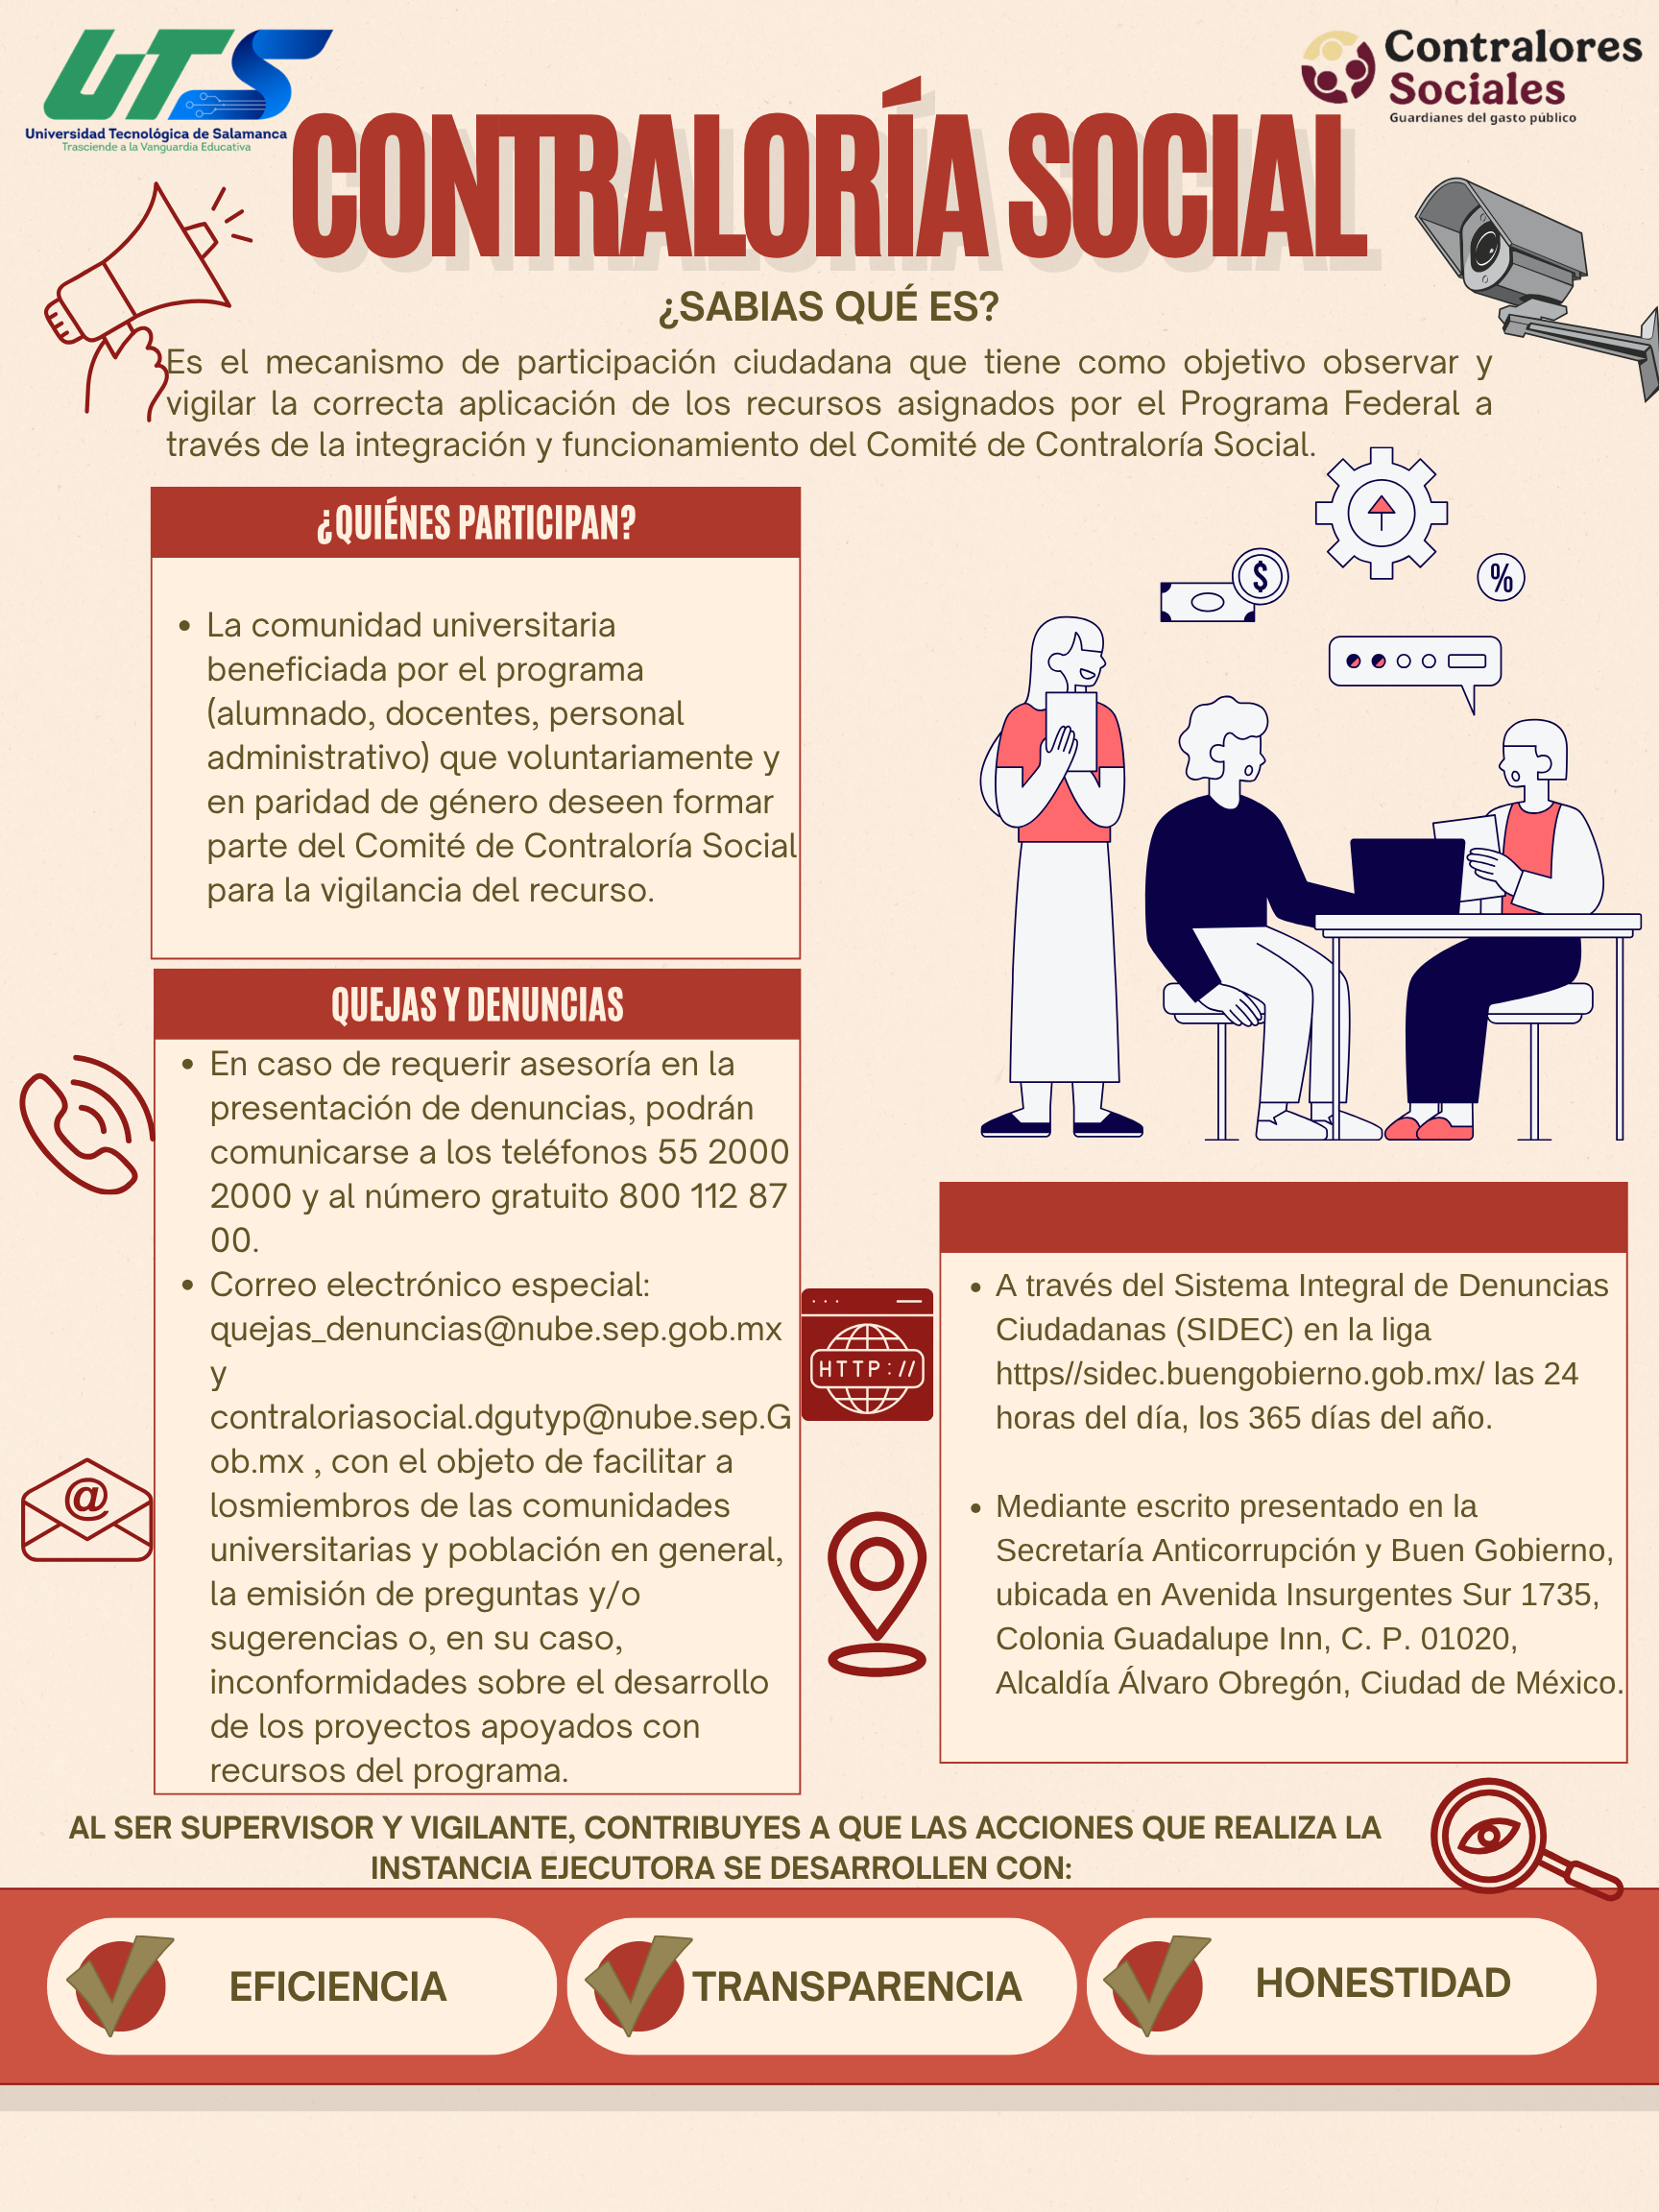 UTS
Universidad Tecnológica de Salamanca
Trasciende a la Vanguardia Educativa
Contralores
Sociales
Guardianes del gasto público
CONTRALORÍA SOCIAL
¿SABIAS QUÉ ES?
Es el mecanismo de participación ciudadana que tiene como objetivo observar y
vigilar la correcta aplicación de los recursos asignados por el Programa Federal a
través de la integración y funcionamiento del Comité de Contraloría Social.
¿QUIÉNES PARTICIPAN?
• La comunidad universitaria
beneficiada por el programa
(alumnado, docentes, personal
administrativo) que voluntariamente y
en paridad de género deseen formar
parte del Comité de Contraloría Social
para la vigilancia del recurso.
$
%
QUEJAS Y DENUNCIAS
• En caso de requerir asesoría en la
presentación de denuncias, podrán
comunicarse a los teléfonos 55 2000
2000 y al número gratuito 800 112 87
00.
• Correo electrónico especial:
quejas_denuncias@nube.sep.gob.mx
y
contraloriasocial.dgutyp@nube.sep.G
ob.mx , con el objeto de facilitar a
losmiembros de las comunidades
universitarias y población en general,
la emisión de preguntas y/o
sugerencias o, en su caso,
inconformidades sobre el desarrollo
de los proyectos apoyados con
recursos del programa.
@
HTTP://
• A través del Sistema Integral de Denuncias
Ciudadanas (SIDEC) en la liga
https//sidec.buengobierno.gob.mx/ las 24
horas del día, los 365 días del año.
• Mediante escrito presentado en la
Secretaría Anticorrupción y Buen Gobierno,
ubicada en Avenida Insurgentes Sur 1735,
Colonia Guadalupe Inn, C. P. 01020,
Alcaldía Álvaro Obregón, Ciudad de México.
AL SER SUPERVISOR Y VIGILANTE, CONTRIBUYES A QUE LAS ACCIONES QUE REALIZA LA
INSTANCIA EJECUTORA SE DESARROLLEN CON:
EFICIENCIA
TRANSPARENCIA
HONESTIDAD